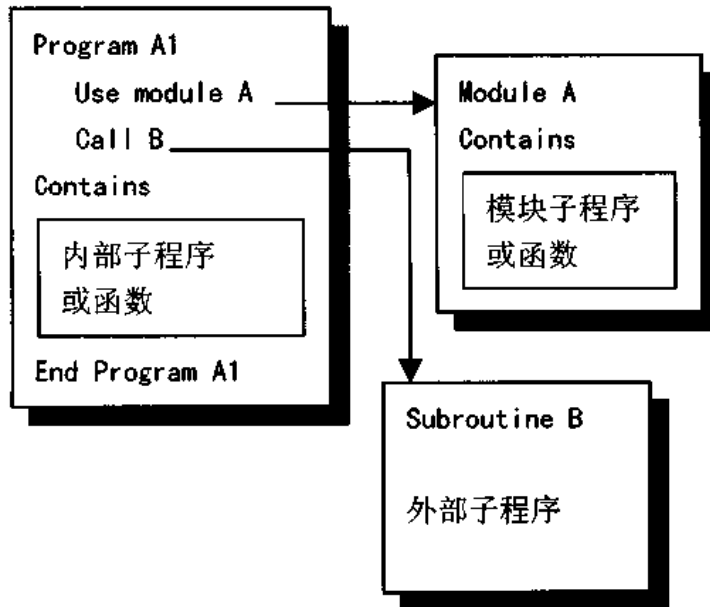 Program A1
Use module A
Call B
Contains
内部子程序
或函数
End Program A1
Module A
Contains
模块子程序
或函数
Subroutine B
外部子程序